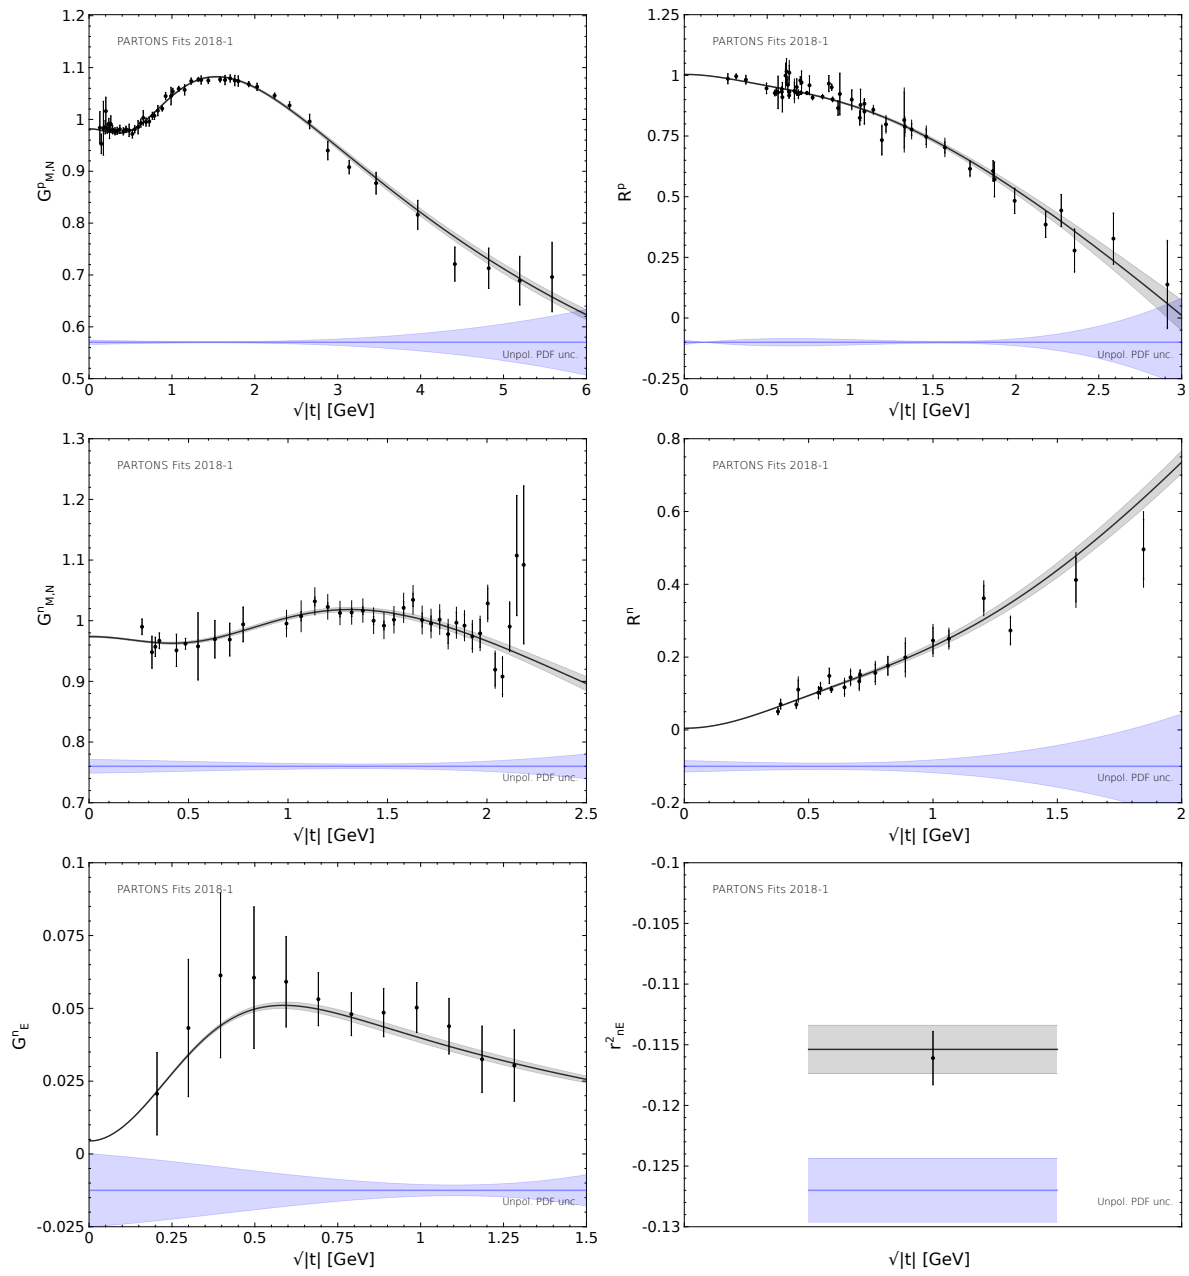 1.2
1.1
1
0.9
0.8
0.7
0.6
0.5
G^p_{M,N}
PARTONS Fits 2018-1
Unpol. PDF unc.
0 1 2 3 4 5 6
√|t| [GeV]
1.25
1
0.75
0.5
0.25
0
-0.25
R^p
PARTONS Fits 2018-1
Unpol. PDF unc.
0 0.5 1 1.5 2 2.5 3
√|t| [GeV]
1.3
1.2
1.1
1
0.9
0.8
0.7
G^n_{M,N}
PARTONS Fits 2018-1
Unpol. PDF unc.
0 0.5 1 1.5 2 2.5
√|t| [GeV]
0.8
0.6
0.4
0.2
0
-0.2
R^n
PARTONS Fits 2018-1
Unpol. PDF unc.
0 0.5 1 1.5 2
√|t| [GeV]
0.1
0.075
0.05
0.025
0
-0.025
G^n_E
PARTONS Fits 2018-1
Unpol. PDF unc.
0 0.25 0.5 0.75 1 1.25 1.5
√|t| [GeV]
-0.1
-0.105
-0.11
-0.115
-0.12
-0.125
-0.13
r^2_{nE}
PARTONS Fits 2018-1
Unpol. PDF unc.
√|t| [GeV]